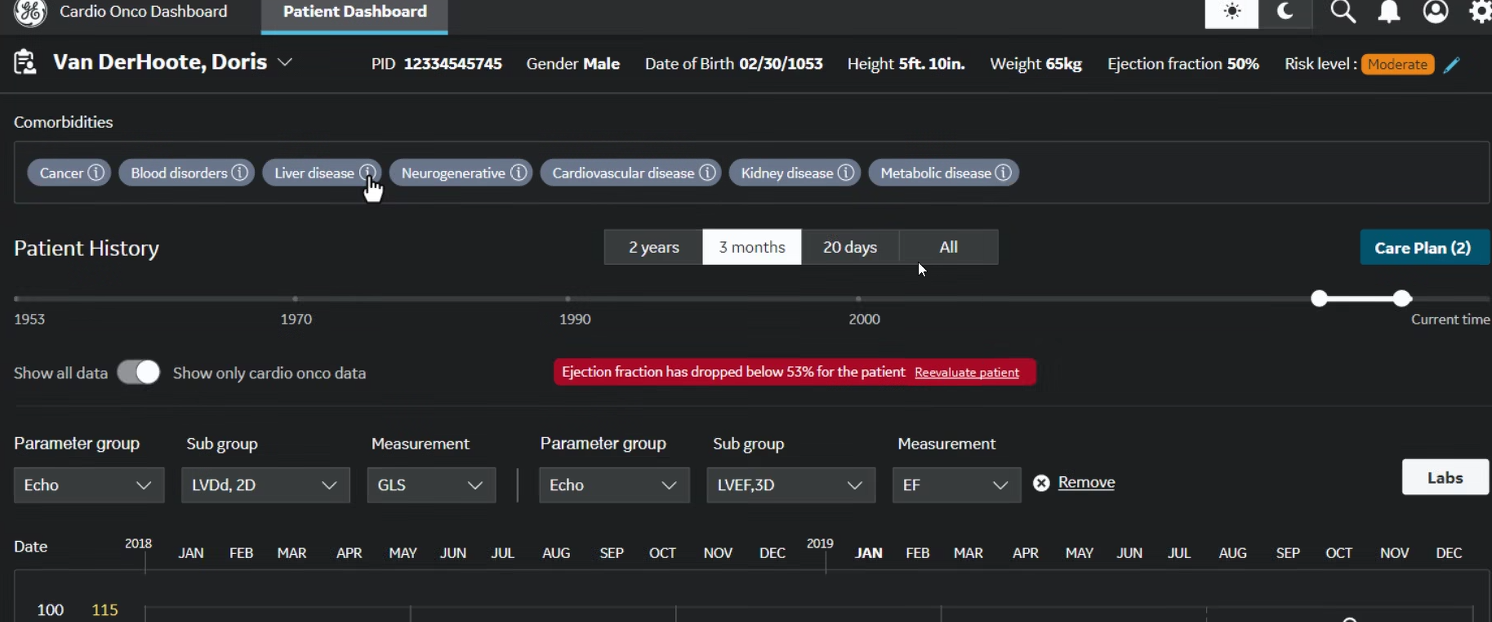 Cardio Onco Dashboard Patient Dashboard
Van DerHoote, Doris PID 12334545745 Gender Male Date of Birth 02/30/1053 Height 5ft. 10in. Weight 65kg Ejection fraction 50% Risk level : Moderate
Comorbidities
Cancer Blood disorders Liver disease Neurogenerative Cardiovascular disease Kidney disease Metabolic disease
Patient History 2 years 3 months 20 days All Care Plan (2)
1953 1970 1990 2000 Current time
Show all data Show only cardio onco data Ejection fraction has dropped below 53% for the patient Reevaluate patient
Parameter group Sub group Measurement Parameter group Sub group Measurement
Echo LVDd, 2D GLS Echo LVEF,3D EF Remove Labs
Date 2018 JAN FEB MAR APR MAY JUN JUL AUG SEP OCT NOV DEC 2019 JAN FEB MAR APR MAY JUN JUL AUG SEP OCT NOV DEC
100 115